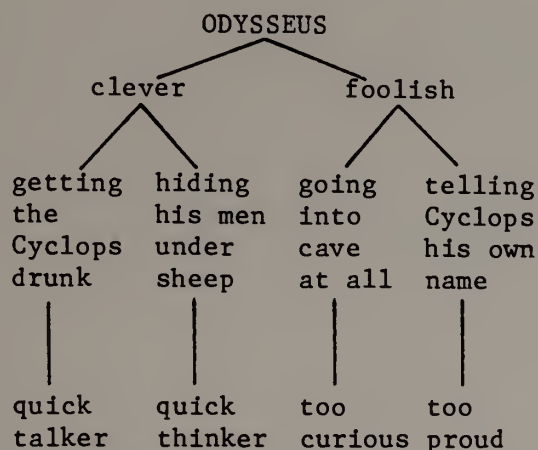 ODYSSEUS
clever foolish
getting hiding going telling
the his men into Cyclops
Cyclops under cave his own
drunk sheep at all name
quick quick too too
talker thinker curious proud